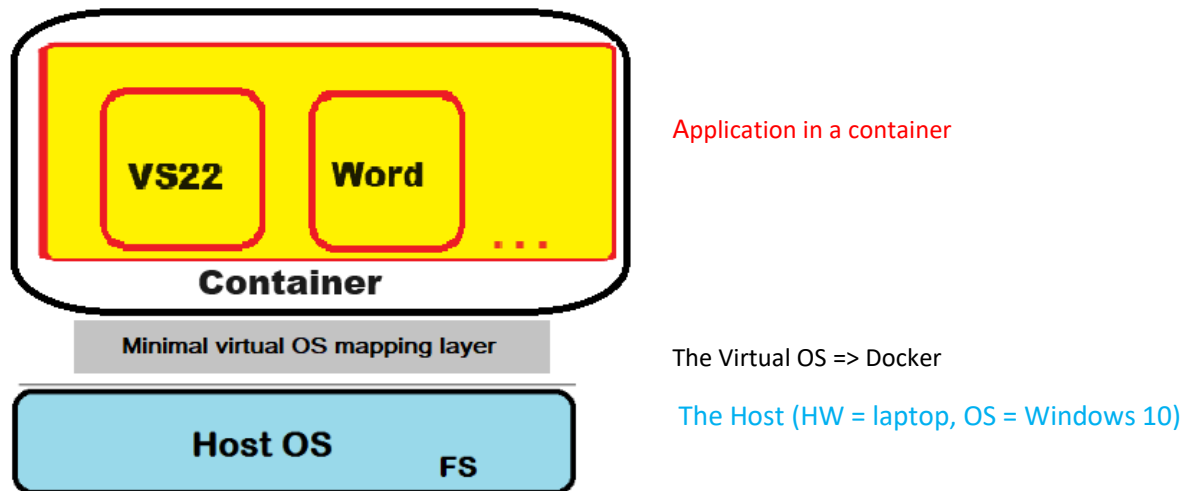 Application in a container
VS22
Word
...
Container
Minimal virtual OS mapping layer
The Virtual OS => Docker
The Host (HW = laptop, OS = Windows 10)
Host OS
FS